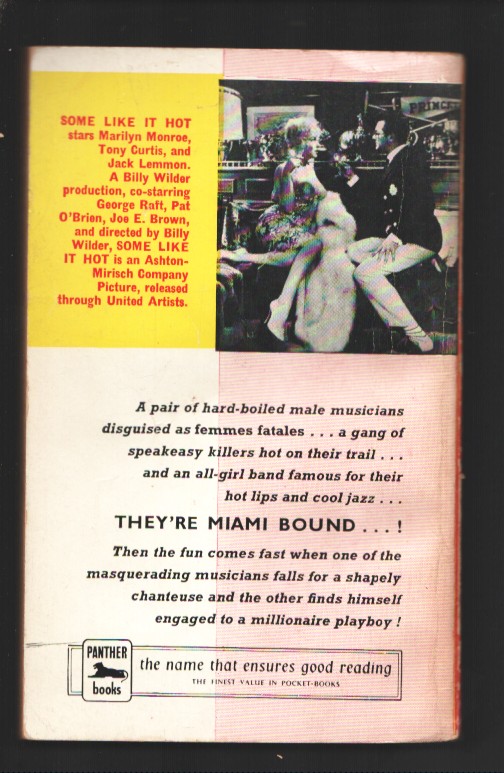 SOME LIKE IT HOT
stars Marilyn Monroe,
Tony Curtis, and
Jack Lemmon.
A Billy Wilder
production, co-starring
George Raft, Pat
O'Brien, Joe E. Brown,
and directed by Billy
Wilder, SOME LIKE
IT HOT is an Ashton-
Mirisch Company
Picture, released
through United Artists.
PRINCE
A pair of hard-boiled male musicians
disguised as femmes fatales . . . a gang of
speakeasy killers hot on their trail . . .
and an all-girl band famous for their
hot lips and cool jazz . . .
THEY'RE MIAMI BOUND . . . !
Then the fun comes fast when one of the
masquerading musicians falls for a shapely
chanteuse and the other finds himself
engaged to a millionaire playboy !
PANTHER
books
the name that ensures good reading
THE FINEST VALUE IN POCKET-BOOKS